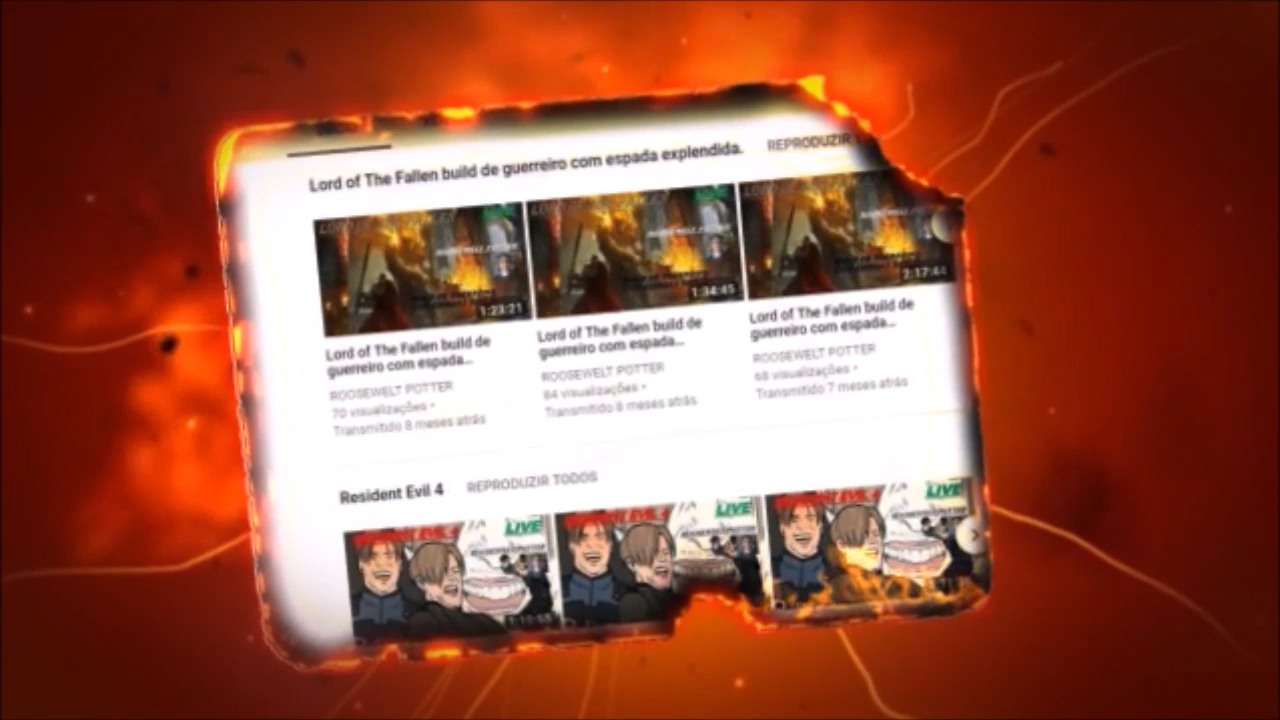 Lord of The Fallen build de guerreiro com espada explendida.
REPRODUZIR
1:23:21
1:34:45
2:17:44
Lord of The Fallen build de
guerreiro com espada...
ROOSEWELT POTTER
70 visualizações •
Transmitido 8 meses atrás
Lord of The Fallen build de
guerreiro com espada...
ROOSEWELT POTTER
84 visualizações •
Transmitido 8 meses atrás
Lord of The Fallen build de
guerreiro com espada...
ROOSEWELT POTTER
68 visualizações •
Transmitido 7 meses atrás
Resident Evil 4
REPRODUZIR TODOS
LIVE
LIVE
LIVE